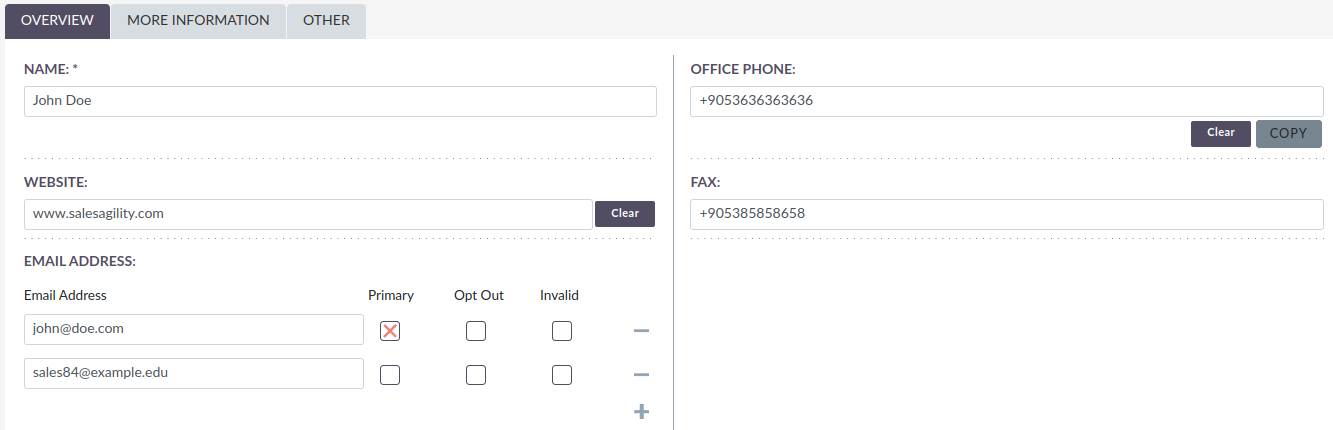 OVERVIEW MORE INFORMATION OTHER
NAME: *
John Doe
OFFICE PHONE:
+9053636363636
Clear COPY
WEBSITE:
www.salesagility.com Clear
FAX:
+905385858658
EMAIL ADDRESS:
Email Address Primary Opt Out Invalid
john@doe.com
sales84@example.edu